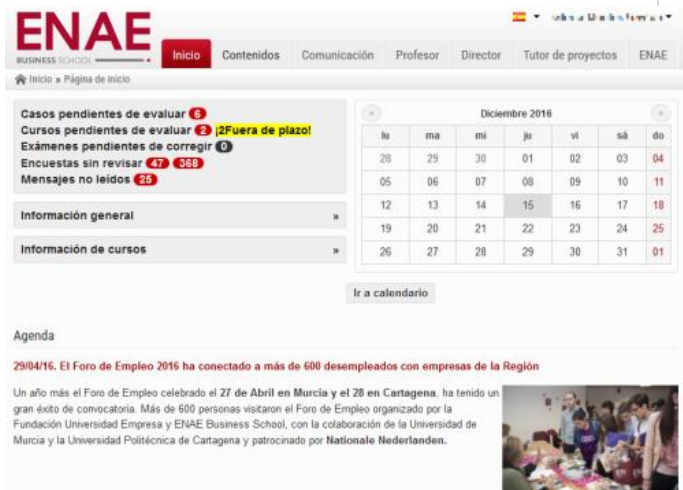 ENAE
BUSINESS SCHOOL
Inicio Contenidos Comunicación Profesor Director Tutor de proyectos ENAE
Inicio » Página de inicio
Casos pendientes de evaluar 6
Cursos pendientes de evaluar 2 ¡2Fuera de plazo!
Exámenes pendientes de corregir 0
Encuestas sin revisar 47 368
Mensajes no leídos 25
Información general »
Información de cursos »
« Diciembre 2016 »
lu ma mi ju vi sá do
28 29 30 01 02 03 04
05 06 07 08 09 10 11
12 13 14 15 16 17 18
19 20 21 22 23 24 25
26 27 28 29 30 31 01
Ir a calendario
Agenda
29/04/16. El Foro de Empleo 2016 ha conectado a más de 600 desempleados con empresas de la Región
Un año más el Foro de Empleo celebrado el 27 de Abril en Murcia y el 28 en Cartagena, ha tenido un
gran éxito de convocatoria. Más de 600 personas visitaron el Foro de Empleo organizado por la
Fundación Universidad Empresa y ENAE Business School, con la colaboración de la Universidad de
Murcia y la Universidad Politécnica de Cartagena y patrocinado por Nationale Nederlanden.